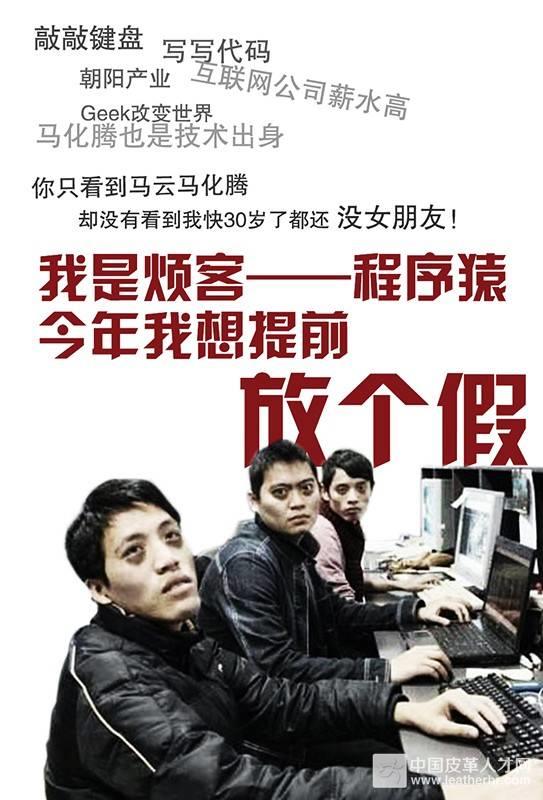 敲敲键盘
写写代码
朝阳产业
互联网公司薪水高
Geek改变世界
马化腾也是技术出身
你只看到马云马化腾
却没有看到我快30岁了都还 没女朋友！
我是烦客——程序猿
今年我想提前
放个假
中国皮革人才网
www.leatherhr.com